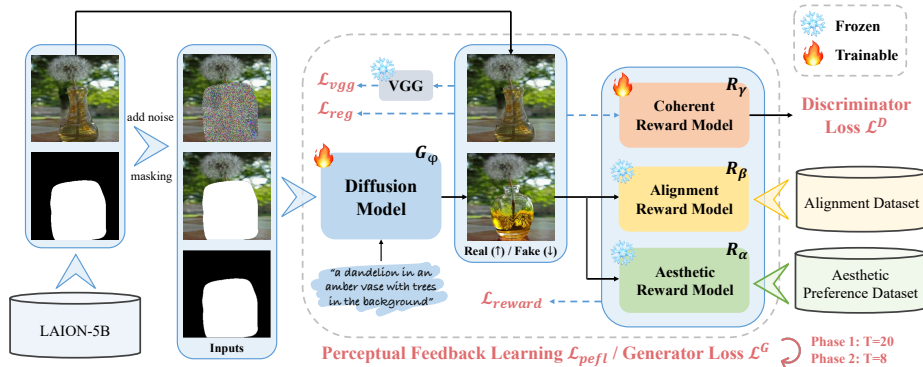 add noise
masking
LAION-5B
Inputs
ℒvgg
VGG
ℒreg
Gφ
Diffusion
Model
"a dandelion in an
amber vase with trees
in the background"
Real (↑) / Fake (↓)
ℒreward
Rγ
Coherent
Reward Model
Rβ
Alignment
Reward Model
Rα
Aesthetic
Reward Model
Frozen
Trainable
Discriminator
Loss ℒD
Alignment Dataset
Aesthetic
Preference Dataset
Perceptual Feedback Learning ℒpefl / Generator Loss ℒG
Phase 1: T=20
Phase 2: T=8